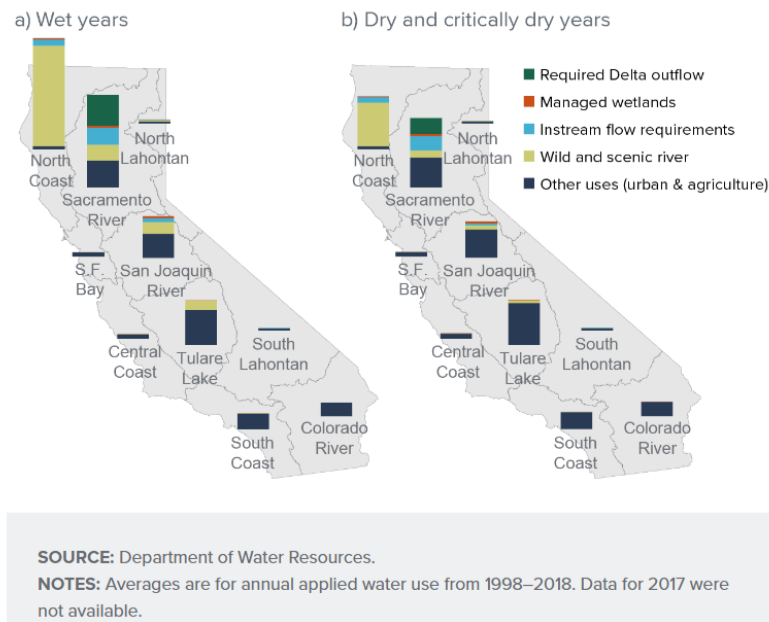 a) Wet years
North
Coast
Sacramento
River
North
Lahontan
S.F.
Bay
San Joaquin
River
Central
Coast
Tulare
Lake
South
Lahontan
South
Coast
Colorado
River
b) Dry and critically dry years
Required Delta outflow
Managed wetlands
Instream flow requirements
Wild and scenic river
Other uses (urban & agriculture)
North
Coast
Sacramento
River
North
Lahontan
S.F.
Bay
San Joaquin
River
Central
Coast
Tulare
Lake
South
Lahontan
South
Coast
Colorado
River
SOURCE: Department of Water Resources.
NOTES: Averages are for annual applied water use from 1998–2018. Data for 2017 were
not available.